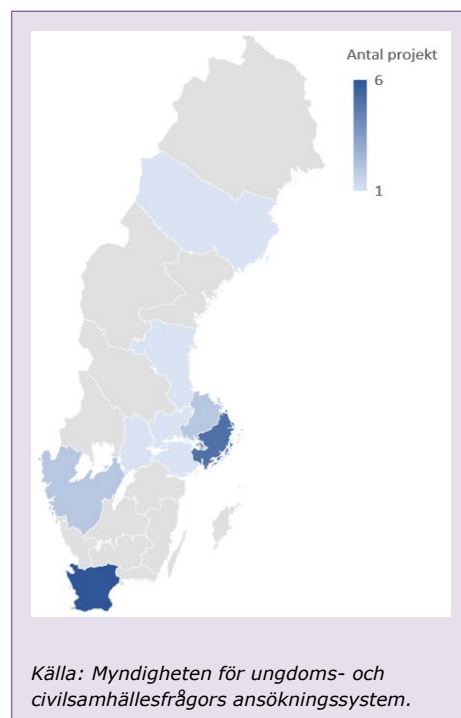 Antal projekt
6
1
Källa: Myndigheten för ungdoms- och
civilsamhällesfrågors ansökningssystem.